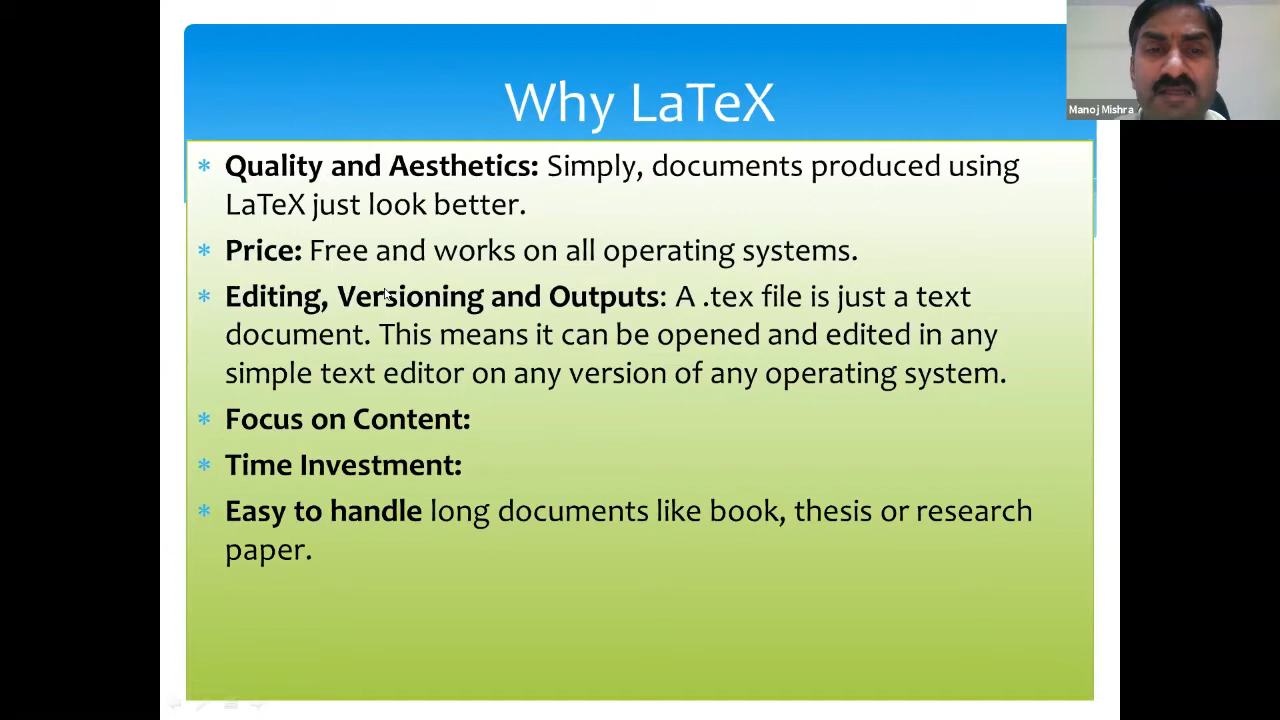 Why LaTeX
Manoj Mishra
* Quality and Aesthetics: Simply, documents produced using
LaTeX just look better.
* Price: Free and works on all operating systems.
* Editing, Versioning and Outputs: A .tex file is just a text
document. This means it can be opened and edited in any
simple text editor on any version of any operating system.
* Focus on Content:
* Time Investment:
* Easy to handle long documents like book, thesis or research
paper.